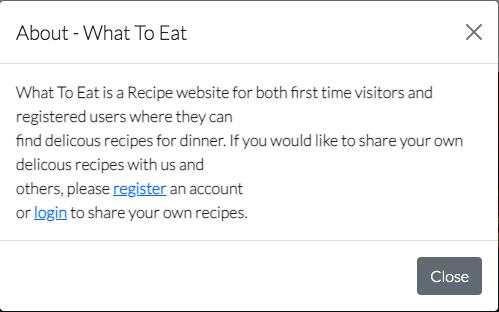 About - What To Eat
What To Eat is a Recipe website for both first time visitors and
registered users where they can
find delicous recipes for dinner. If you would like to share your own
delicous recipes with us and
others, please register an account
or login to share your own recipes.
Close